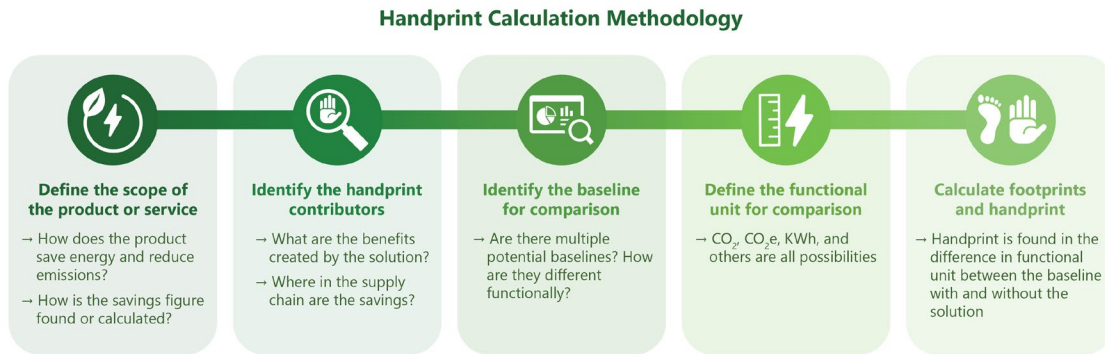 Handprint Calculation Methodology
Define the scope of
the product or service
→ How does the product
save energy and reduce
emissions?
→ How is the savings figure
found or calculated?
Identify the handprint
contributors
→ What are the benefits
created by the solution?
→ Where in the supply
chain are the savings?
Identify the baseline
for comparison
→ Are there multiple
potential baselines? How
are they different
functionally?
Define the functional
unit for comparison
→ CO₂, CO₂e, KWh, and
others are all possibilities
Calculate footprints
and handprint
→ Handprint is found in the
difference in functional
unit between the baseline
with and without the
solution